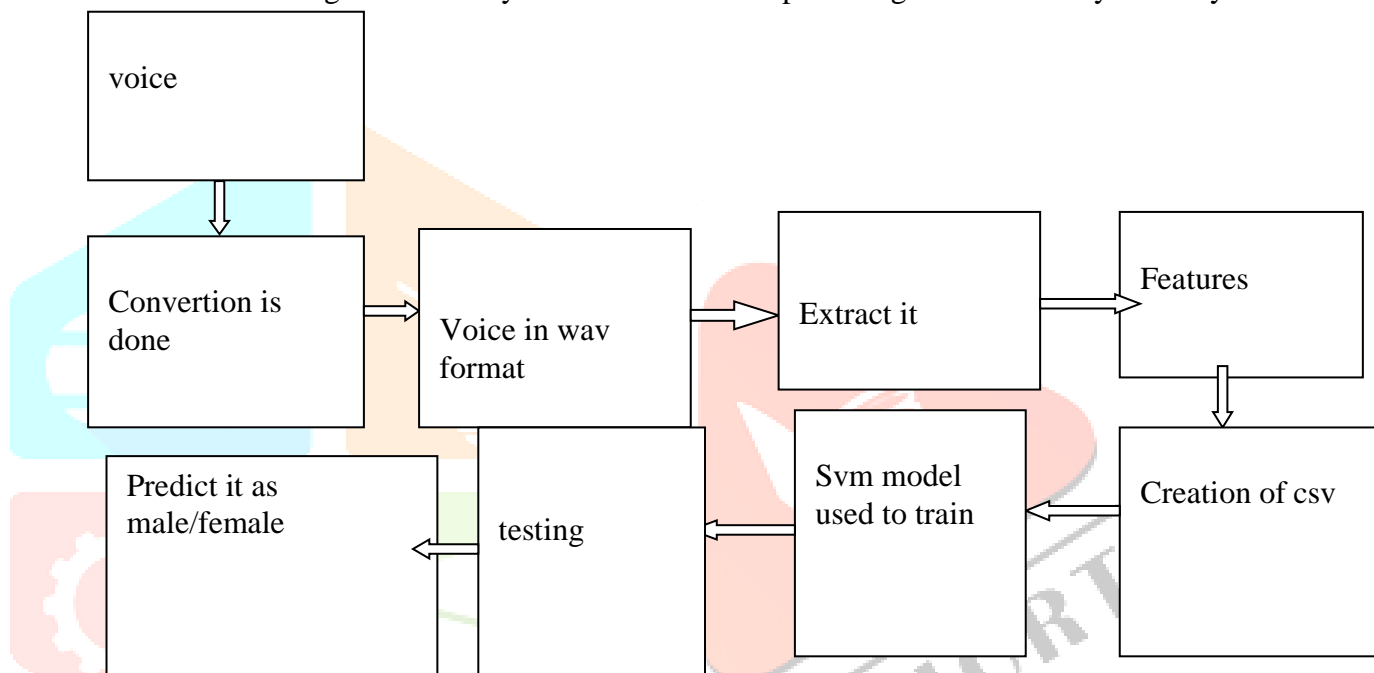 voice
Convertion is
done
Voice in wav
format
Extract it
Features
Creation of csv
Svm model
used to train
testing
Predict it as
male/female